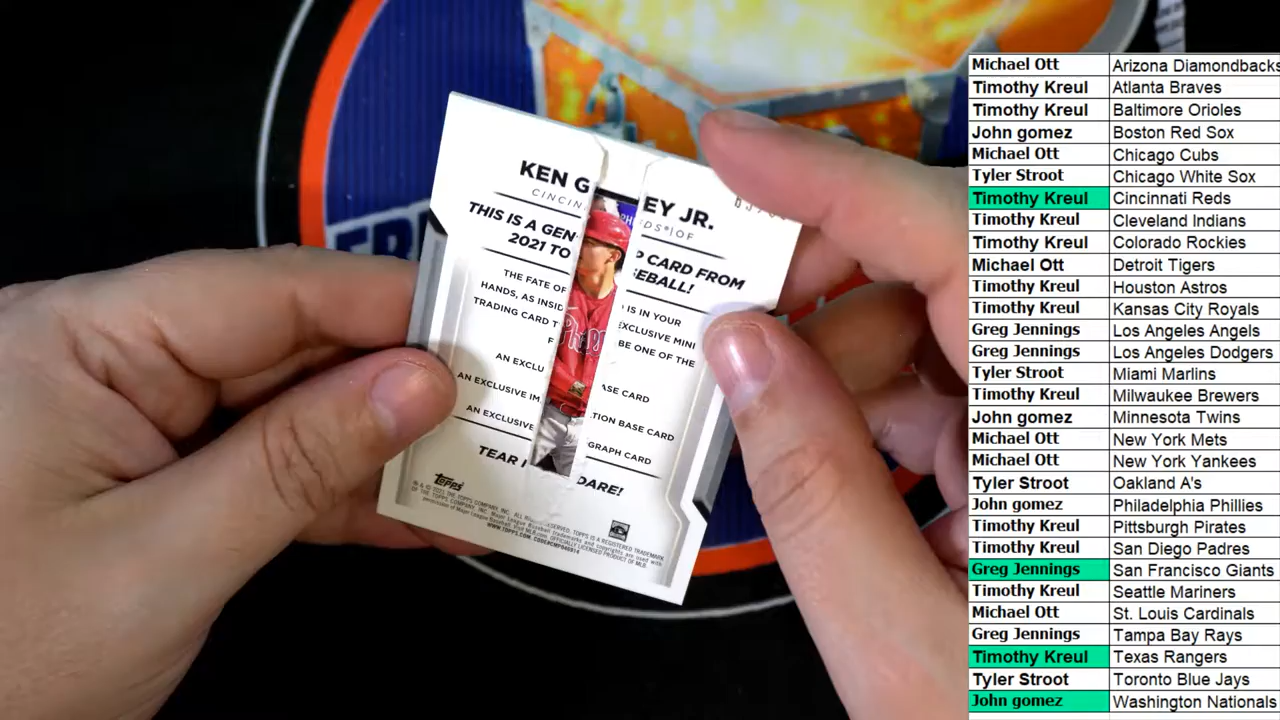 KEN G EY JR.
CINCIN DS® | OF
THIS IS A GEN P CARD FROM
2021 TO EBALL!
THE FATE OF IS IN YOUR
HANDS, AS INSID EXCLUSIVE MINI
TRADING CARD T BE ONE OF THE
F
AN EXCLU ASE CARD
AN EXCLUSIVE IM TION BASE CARD
AN EXCLUSIVE GRAPH CARD
TEAR I DARE!
Topps
WWW.TOPPS.COM
Phi
Michael Ott Arizona Diamondbacks
Timothy Kreul Atlanta Braves
Timothy Kreul Baltimore Orioles
John gomez Boston Red Sox
Michael Ott Chicago Cubs
Tyler Stroot Chicago White Sox
Timothy Kreul Cincinnati Reds
Timothy Kreul Cleveland Indians
Timothy Kreul Colorado Rockies
Michael Ott Detroit Tigers
Timothy Kreul Houston Astros
Timothy Kreul Kansas City Royals
Greg Jennings Los Angeles Angels
Greg Jennings Los Angeles Dodgers
Tyler Stroot Miami Marlins
Timothy Kreul Milwaukee Brewers
John gomez Minnesota Twins
Michael Ott New York Mets
Michael Ott New York Yankees
Tyler Stroot Oakland A's
John gomez Philadelphia Phillies
Timothy Kreul Pittsburgh Pirates
Timothy Kreul San Diego Padres
Greg Jennings San Francisco Giants
Timothy Kreul Seattle Mariners
Michael Ott St. Louis Cardinals
Greg Jennings Tampa Bay Rays
Timothy Kreul Texas Rangers
Tyler Stroot Toronto Blue Jays
John gomez Washington Nationals